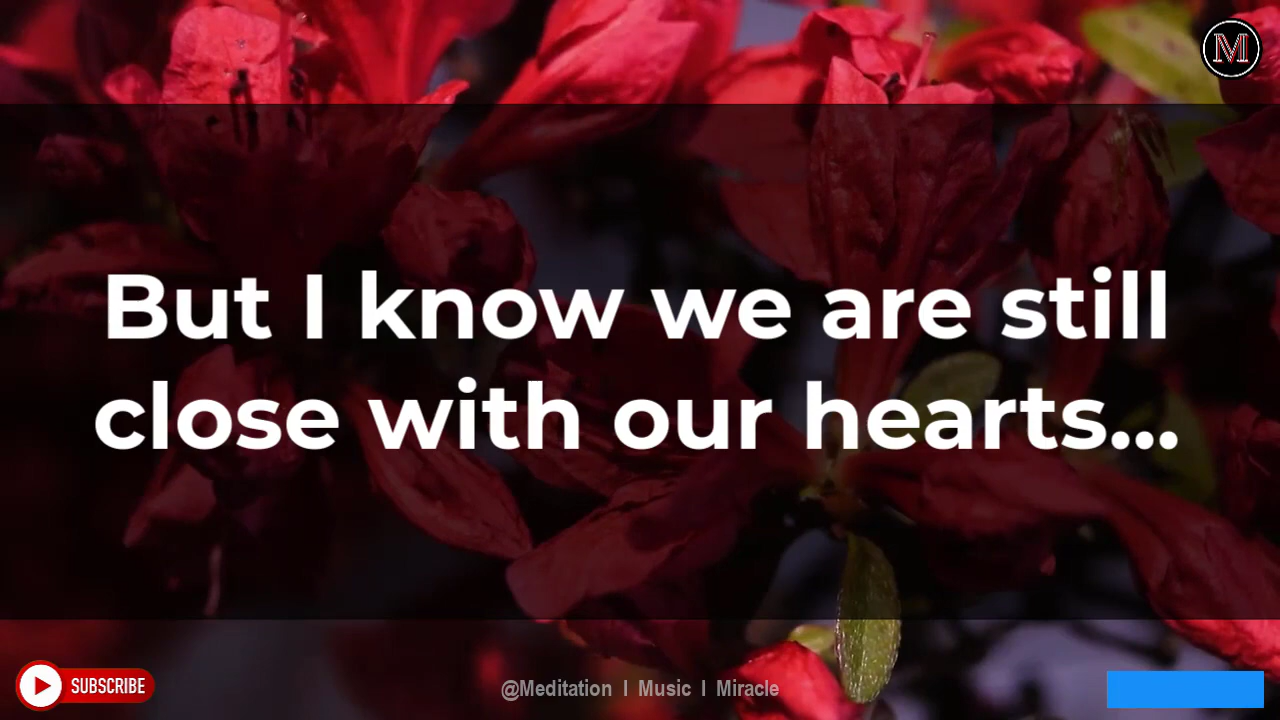 M
But I know we are still
close with our hearts...
SUBSCRIBE
@Meditation I Music I Miracle